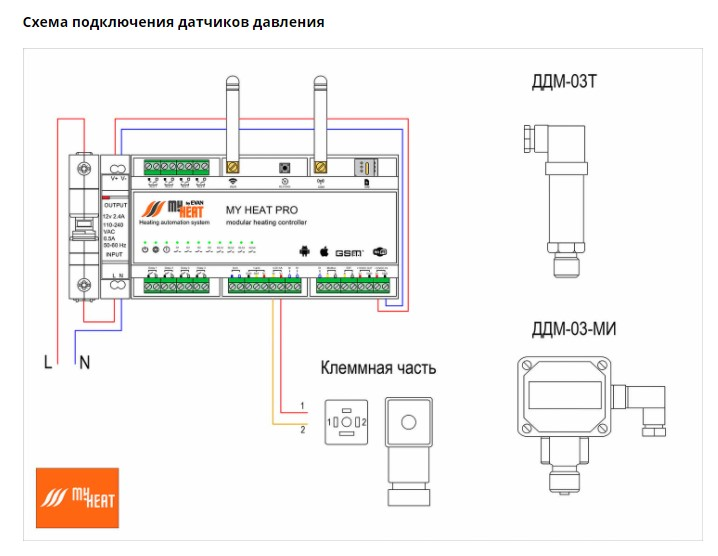 Схема подключения датчиков давления
ДДМ-03Т
V+ V-
OUTPUT
12v 2.4A
110-240
VAC
0.5A
50-60 Hz
INPUT
L N
MY HEAT by EVAN
Heating automation system
MY HEAT PRO
modular heating controller
GSM
L N
Клеммная часть
1
2
1 2
ДДМ-03-МИ
MY HEAT